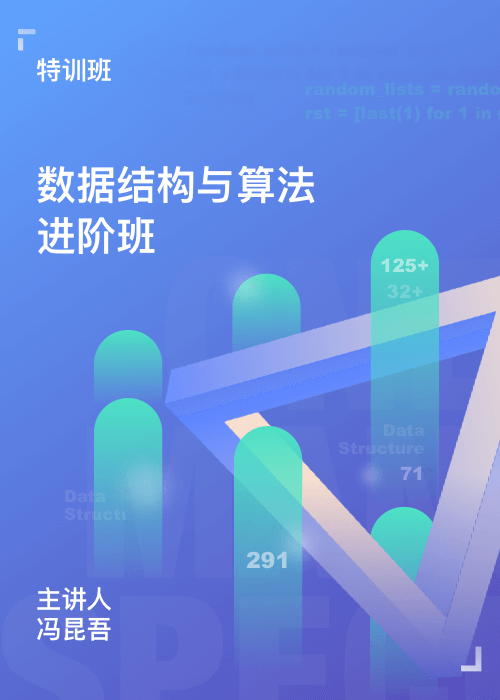 特训班
random_lists = rando
rst = [last(1) for 1 in
数据结构与算法
进阶班
125+
32+
Data
Structure
71
Data
Structu
291
主讲人
冯昆吾